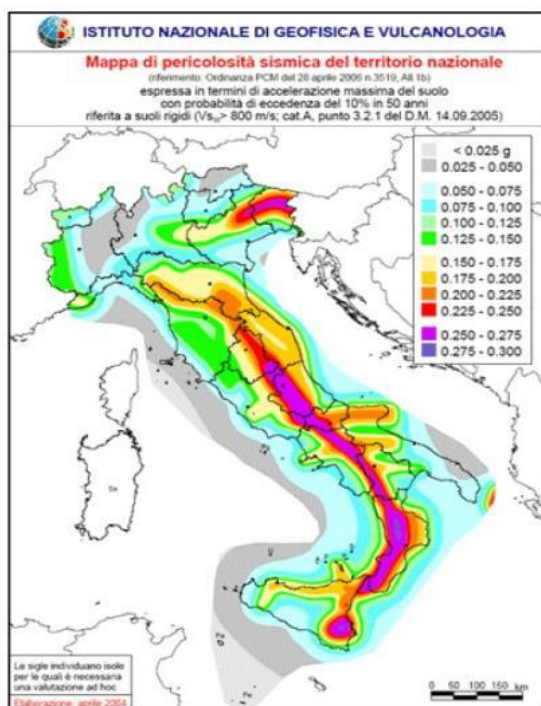 ISTITUTO NAZIONALE DI GEOFISICA E VULCANOLOGIA
Mappa di pericolosità sismica del territorio nazionale
(riferimento: Ordinanza PCM del 28 aprile 2006 n.3519, All.1b)
espressa in termini di accelerazione massima del suolo
con probabilità di eccedenza del 10% in 50 anni
riferita a suoli rigidi (Vs₃₀> 800 m/s; cat.A, punto 3.2.1 del D.M. 14.09.2005)
< 0.025 g
0.025 - 0.050
0.050 - 0.075
0.075 - 0.100
0.100 - 0.125
0.125 - 0.150
0.150 - 0.175
0.175 - 0.200
0.200 - 0.225
0.225 - 0.250
0.250 - 0.275
0.275 - 0.300
Le sigle individuano isole
per le quali è necessaria
una valutazione ad hoc
Elaborazione: aprile 2004
0 50 100 150 km